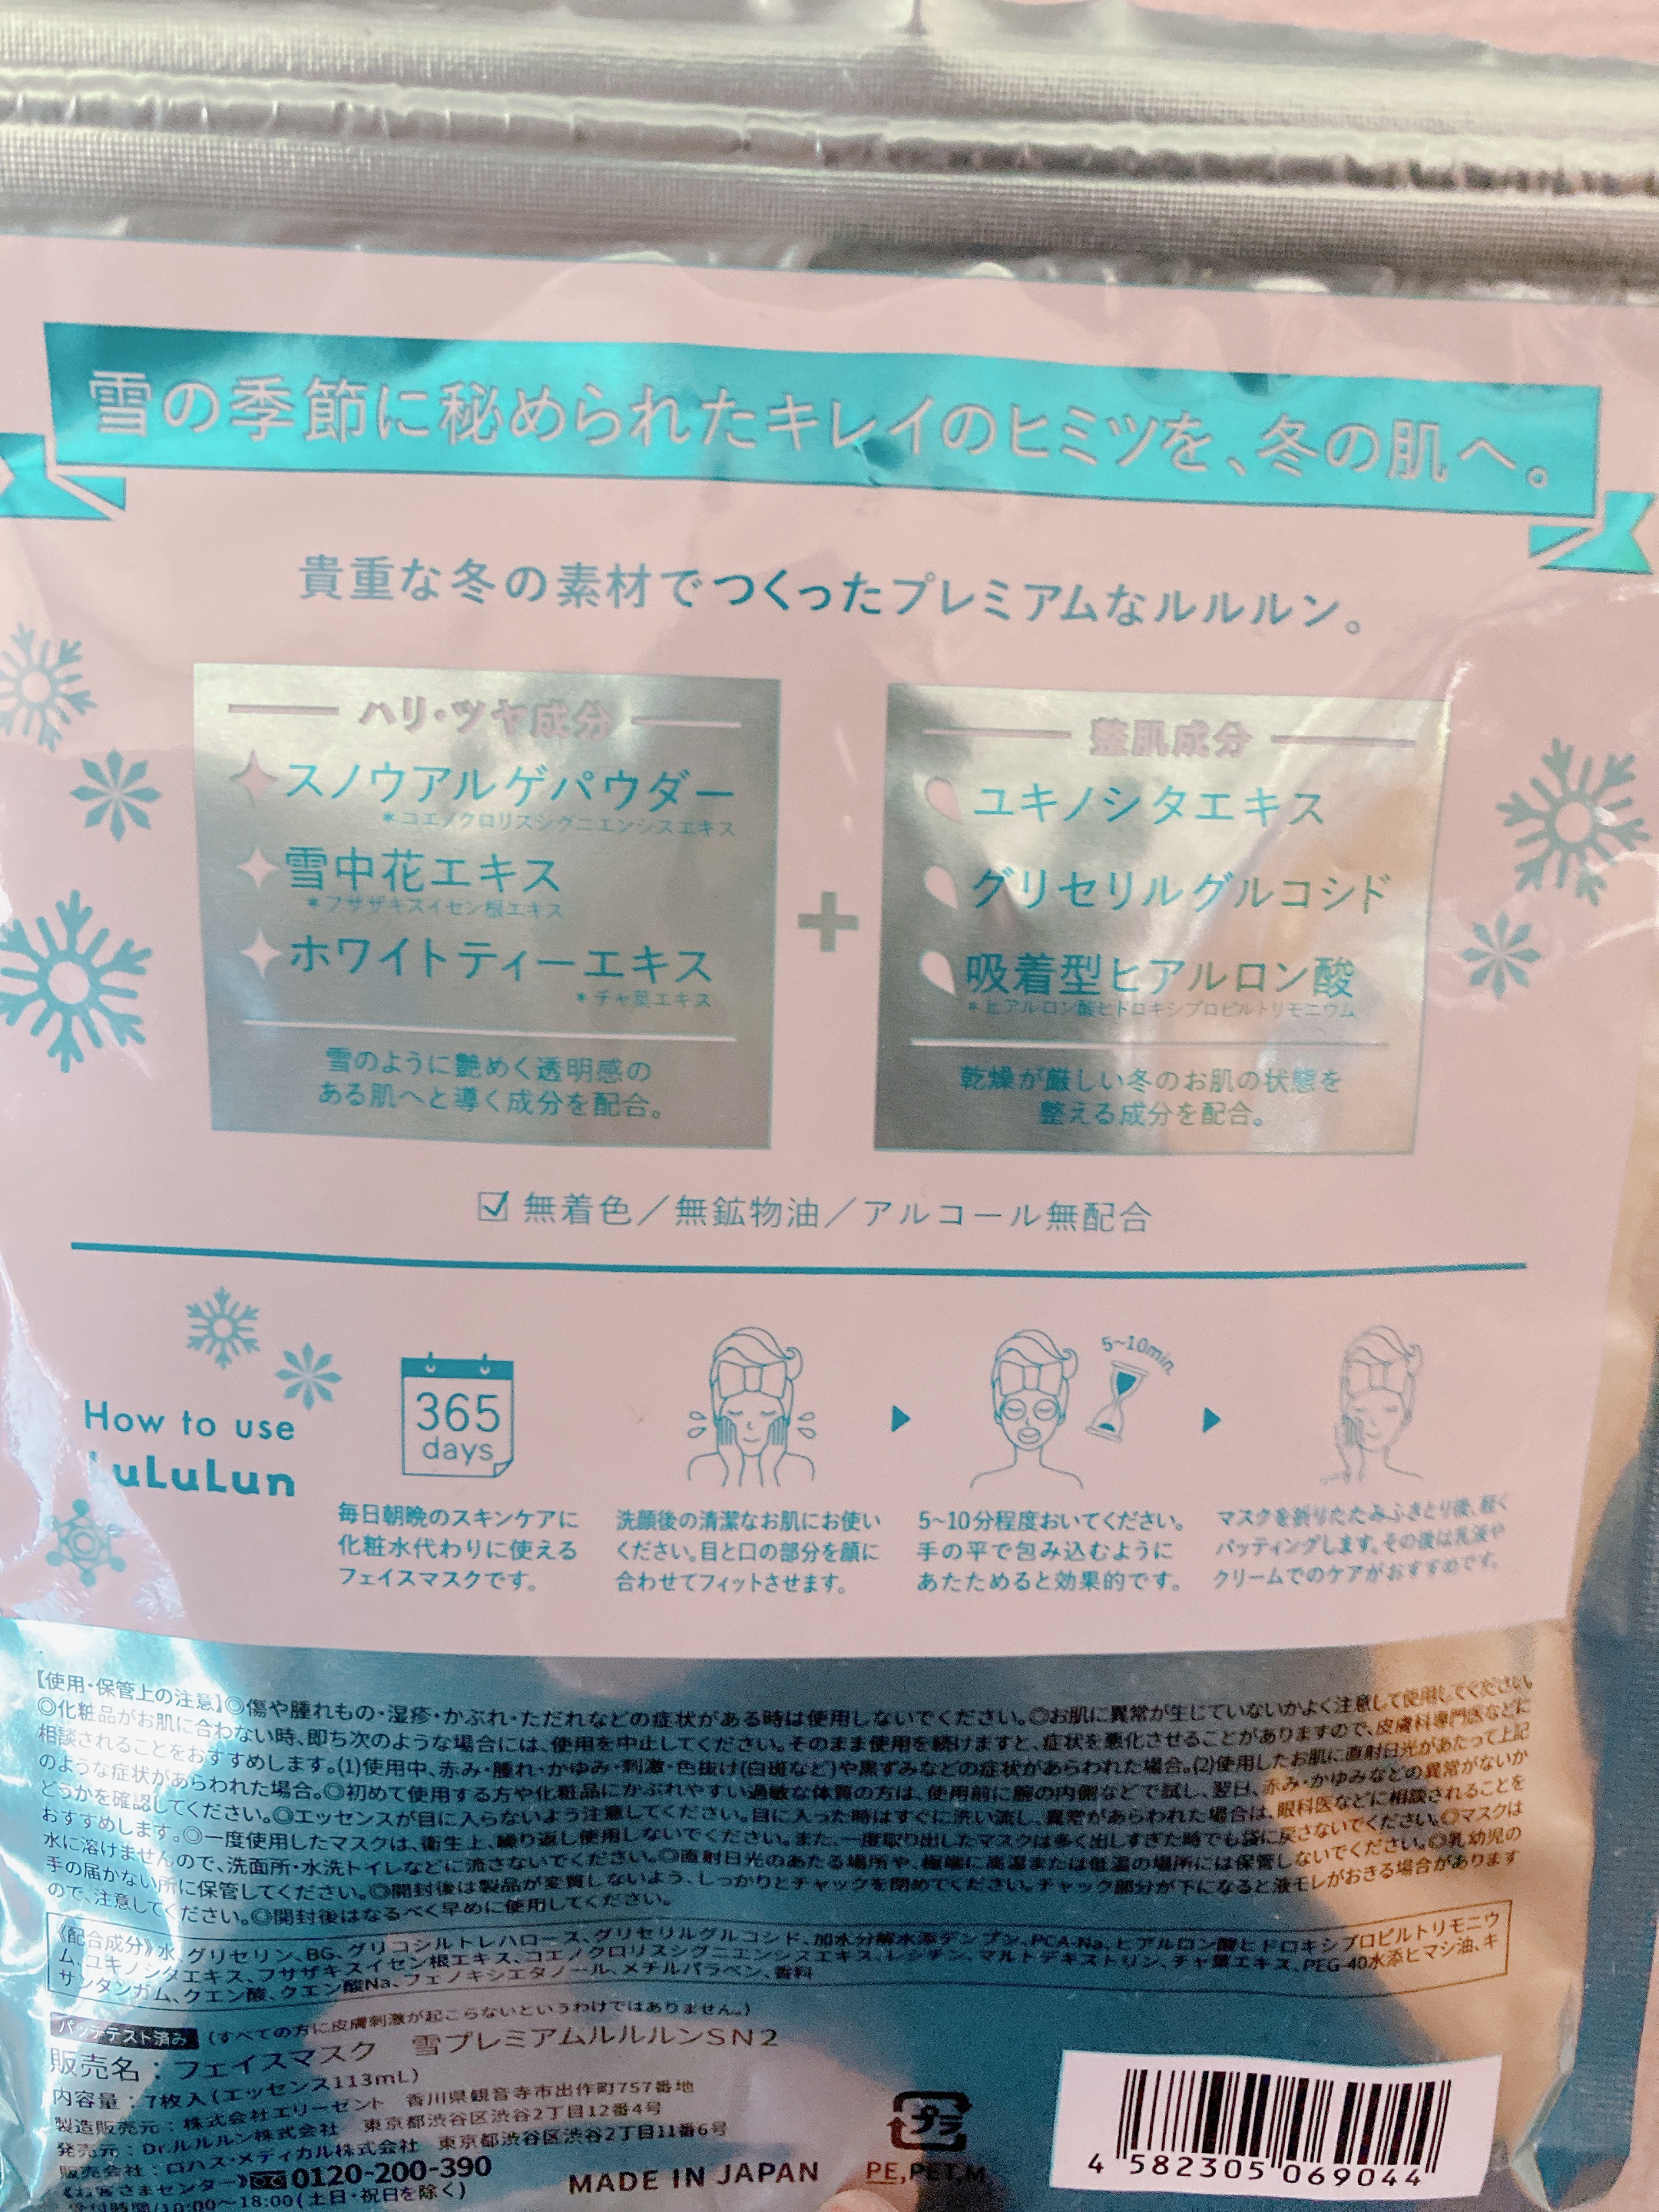 雪の季節に秘められたキレイのヒミツを、冬の肌へ。
貴重な冬の素材でつくったプレミアムなルルルン。
ハリ・ツヤ成分
スノウアルゲパウダー
*コエノクロリスシグニエンシスエキス
雪中花エキス
*フサザキスイセン根エキス
ホワイトティーエキス
*チャ葉エキス
雪のように艶めく透明感の
ある肌へと導く成分を配合。
+
整肌成分
ユキノシタエキス
グリセリルグルコシド
吸着型ヒアルロン酸
*ヒアルロン酸ヒドロキシプロピルトリモニウム
乾燥が厳しい冬のお肌の状態を
整える成分を配合。
無着色/無鉱物油/アルコール無配合
How to use
LuLuLun
365
days
毎日朝晩のスキンケアに
化粧水代わりに使える
フェイスマスクです。
洗顔後の清潔なお肌にお使い
ください。目と口の部分を顔に
合わせてフィットさせます。
5~10min.
5~10分程度おいてください。
手の平で包み込むように
あたためると効果的です。
マスクを折りたたみふきとり後、軽く
パッティングします。その後は乳液や
クリームでのケアがおすすめです。
【使用・保管上の注意】◎傷や腫れもの・湿疹・かぶれ・ただれなどの症状がある時は使用しないでください。◎お肌に異常が生じていないかよく注意して使用してください。
◎化粧品がお肌に合わない時、即ち次のような場合には、使用を中止してください。そのまま使用を続けますと、症状を悪化させることがありますので、皮膚科専門医などに
相談されることをおすすめします。(1)使用中、赤み・腫れ・かゆみ・刺激・色抜け(白斑など)や黒ずみなどの症状があらわれた場合。(2)使用したお肌に直射日光があたって上記
のような症状があらわれた場合。◎初めて使用する方や化粧品にかぶれやすい過敏な体質の方は、使用前に腕の内側などで試し、翌日、赤み・かゆみなどの異常がないか
どうかを確認してください。◎エッセンスが目に入らないよう注意してください。目に入った時はすぐに洗い流し、異常があらわれた場合は、眼科医などに相談されることを
おすすめします。◎一度使用したマスクは、衛生上、繰り返し使用しないでください。また、一度取り出したマスクは多く出しすぎた時でも袋に戻さないでください。◎マスクは
水に溶けませんので、洗面所・水洗トイレなどに流さないでください。◎直射日光のあたる場所や、極端に高温または低温の場所には保管しないでください。◎乳幼児の
手の届かない所に保管してください。◎開封後は製品が変質しないよう、しっかりとチャックを閉めてください。チャック部分が下になると液モレがおきる場合があります
ので、注意してください。◎開封後はなるべく早めに使用してください。
《配合成分》水、グリセリン、BG、グリコシルトレハロース、グリセリルグルコシド、加水分解水添デンプン、PCA-Na、ヒアルロン酸ヒドロキシプロピルトリモニウ
ム、ユキノシタエキス、フサザキスイセン根エキス、コエノクロリスシグニエンシスエキス、レシチン、マルトデキストリン、チャ葉エキス、PEG-40水添ヒマシ油、キ
サンタンガム、クエン酸、クエン酸Na、フェノキシエタノール、メチルパラベン、香料
パッチテスト済み (すべての方に皮膚刺激が起こらないというわけではありません。)
販売名:フェイスマスク 雪プレミアムルルルンSN2
内容量:7枚入(エッセンス113mL)
製造販売元:株式会社エリーゼント 香川県観音寺市出作町757番地
発売元:Dr.ルルルン株式会社 東京都渋谷区渋谷2丁目12番4号
販売会社:ロハス・メディカル株式会社 東京都渋谷区渋谷2丁目11番6号
《お客さまセンター》0120-200-390
受付時間/10:00~18:00(土日・祝日を除く)
MADE IN JAPAN
プラ
PE,PET,M
4 582305 069044